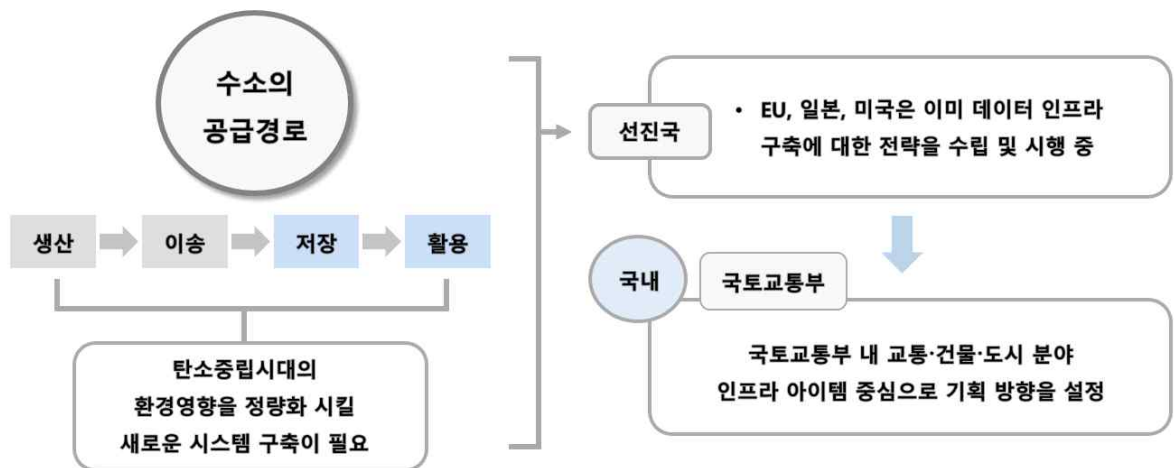 수소의
공급경로
생산
이송
저장
활용
탄소중립시대의
환경영향을 정량화 시킬
새로운 시스템 구축이 필요
선진국
• EU, 일본, 미국은 이미 데이터 인프라
구축에 대한 전략을 수립 및 시행 중
국내
국토교통부
국토교통부 내 교통·건물·도시 분야
인프라 아이템 중심으로 기획 방향을 설정